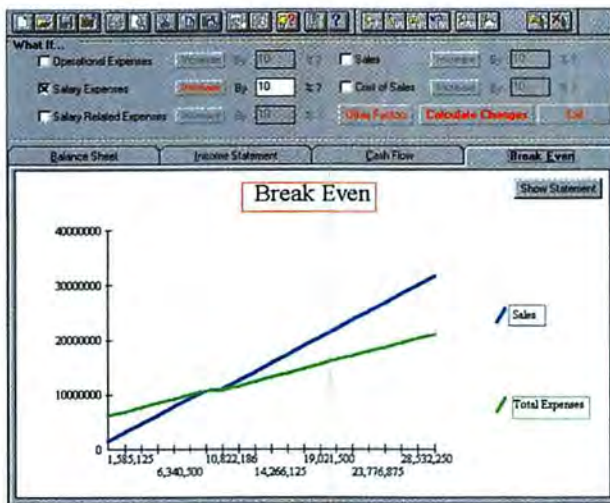 What If...
Operational Expenses Increase By 10 % ? Sales Increase By 10 % ?
Salary Expenses Increase By 10 % ? Cost of Sales Increase By 10 % ?
Salary Related Expenses Increase By 10 % ? Other Factors Calculate Changes Exit
Balance Sheet Income Statement Cash Flow Break Even
Break Even
Show Statement
40000000
30000000
Sales
20000000
10000000
Total Expenses
0
1,585,125 10,822,186 19,021,500 28,532,250
6,340,500 14,266,125 23,776,875